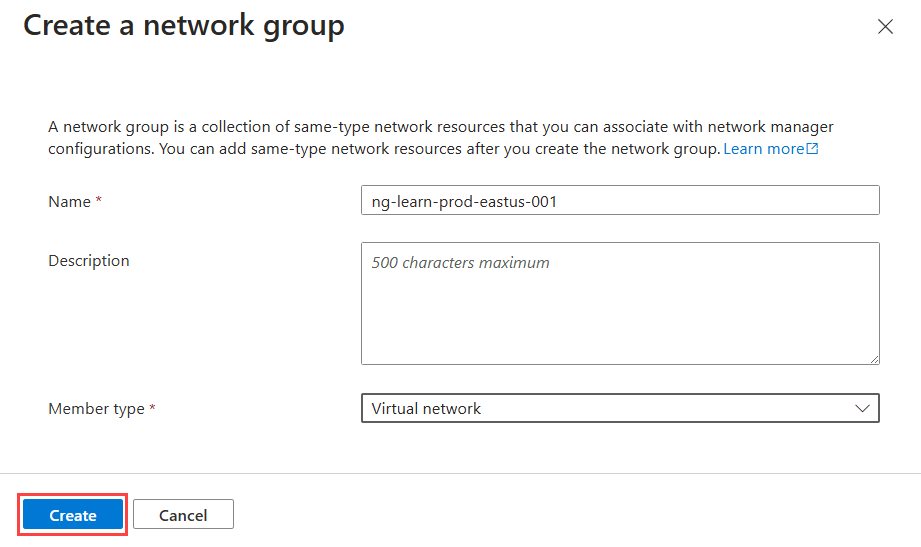 Create a network group
A network group is a collection of same-type network resources that you can associate with network manager
configurations. You can add same-type network resources after you create the network group. Learn more
Name *
ng-learn-prod-eastus-001
Description
500 characters maximum
Member type *
Virtual network
Create
Cancel